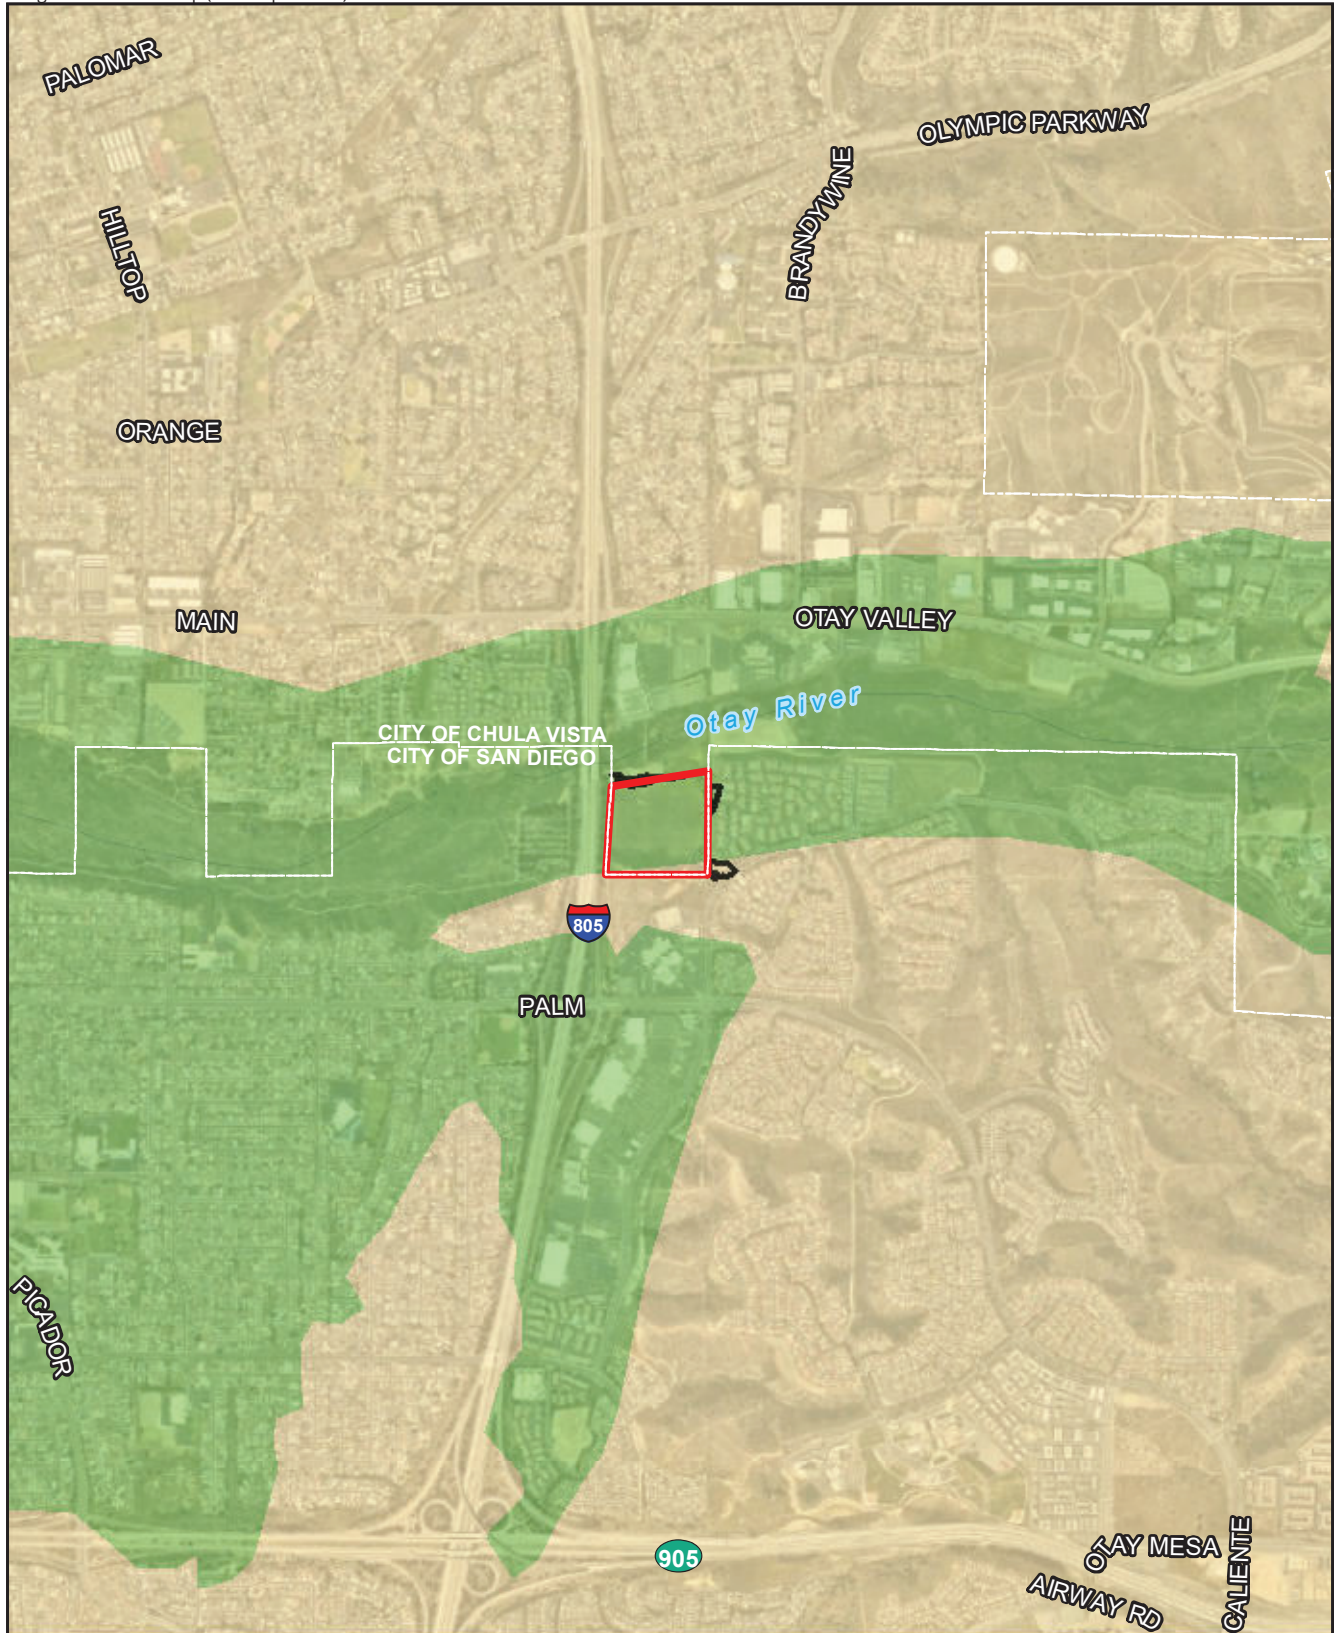 PALOMAR
OLYMPIC PARKWAY
BRANDYWINE
HILLTOP
ORANGE
MAIN
OTAY VALLEY
Otay River
CITY OF CHULA VISTA
CITY OF SAN DIEGO
805
PALM
PICADOR
905
OTAY MESA
CALIENTE
AIRWAY RD